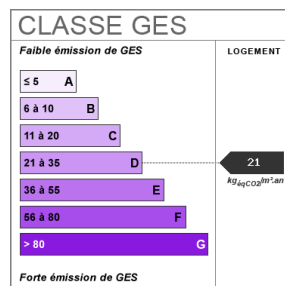 CLASSE GES
Faible émission de GES
LOGEMENT
≤ 5 A
6 à 10 B
11 à 20 C
21 à 35 D
21
kgéqCO2/m².an
36 à 55 E
56 à 80 F
> 80 G
Forte émission de GES